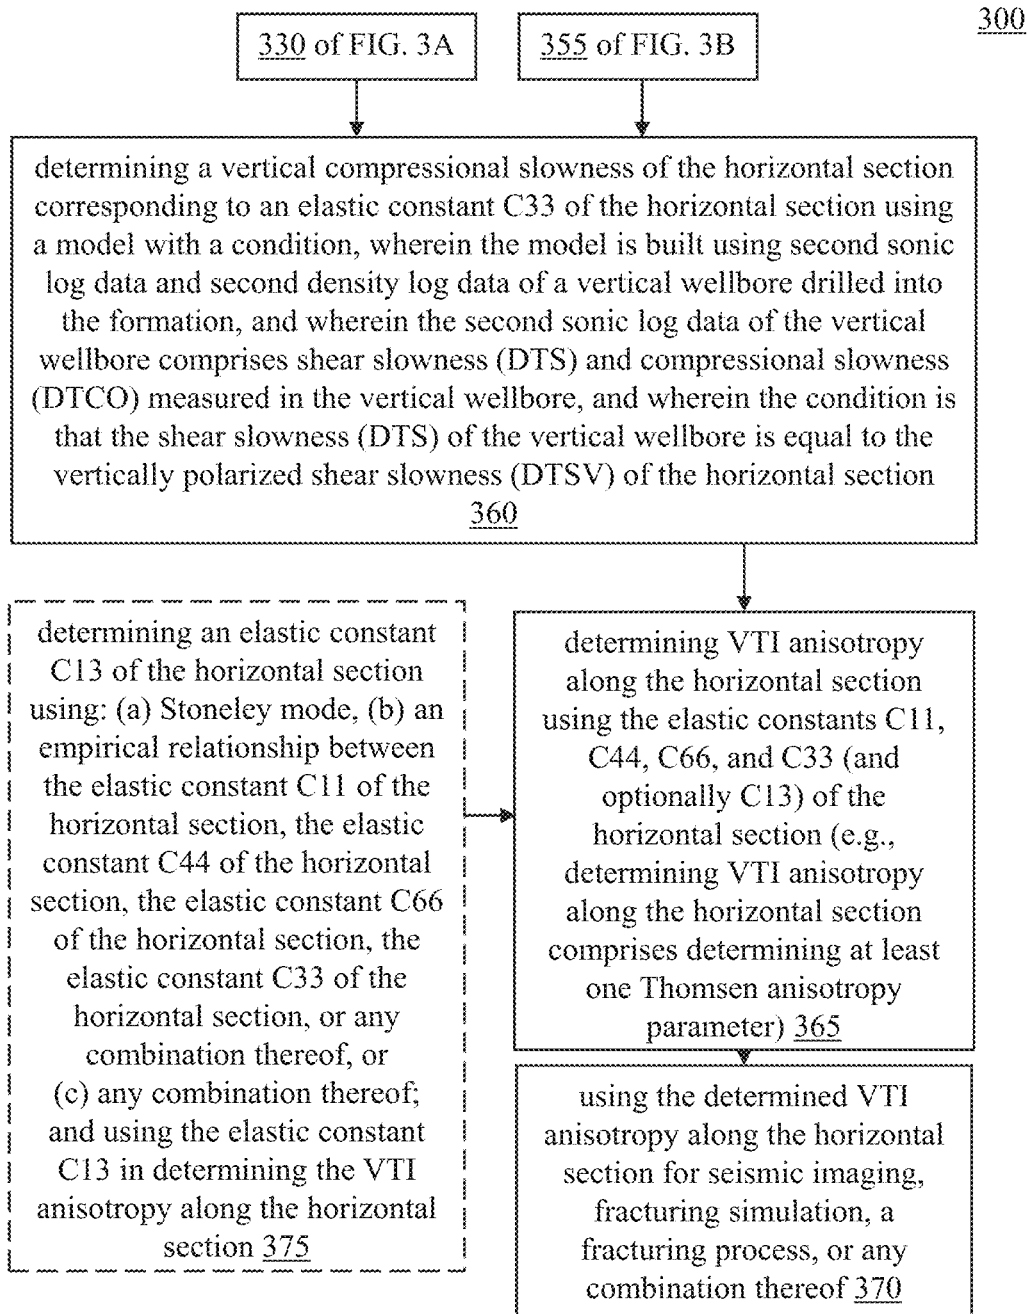 300
330 of FIG. 3A
355 of FIG. 3B
determining a vertical compressional slowness of the horizontal section
corresponding to an elastic constant C33 of the horizontal section using
a model with a condition, wherein the model is built using second sonic
log data and second density log data of a vertical wellbore drilled into
the formation, and wherein the second sonic log data of the vertical
wellbore comprises shear slowness (DTS) and compressional slowness
(DTCO) measured in the vertical wellbore, and wherein the condition is
that the shear slowness (DTS) of the vertical wellbore is equal to the
vertically polarized shear slowness (DTSV) of the horizontal section
360
determining an elastic constant
C13 of the horizontal section
using: (a) Stoneley mode, (b) an
empirical relationship between
the elastic constant C11 of the
horizontal section, the elastic
constant C44 of the horizontal
section, the elastic constant C66
of the horizontal section, the
elastic constant C33 of the
horizontal section, or any
combination thereof, or
(c) any combination thereof;
and using the elastic constant
C13 in determining the VTI
anisotropy along the horizontal
section 375
determining VTI anisotropy
along the horizontal section
using the elastic constants C11,
C44, C66, and C33 (and
optionally C13) of the
horizontal section (e.g.,
determining VTI anisotropy
along the horizontal section
comprises determining at least
one Thomsen anisotropy
parameter) 365
using the determined VTI
anisotropy along the horizontal
section for seismic imaging,
fracturing simulation, a
fracturing process, or any
combination thereof 370